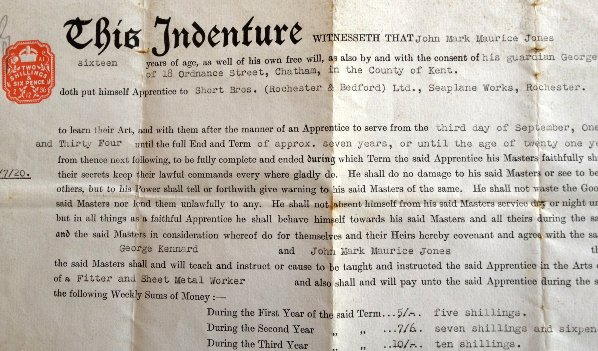 This Indenture WITNESSETH THAT John Mark Maurice Jones
sixteen years of age, as well of his own free will, as also by and with the consent of his guardian George
of 18 Ordnance Street, Chatham, in the County of Kent.
doth put himself Apprentice to Short Bros. (Rochester & Bedford) Ltd., Seaplane Works, Rochester.
TWO
SHILLINGS
&
SIX PENCE
to learn their Art, and with them after the manner of an Apprentice to serve from the third day of September, One
and Thirty Four until the full End and Term of approx. seven years, or until the age of twenty one ye
from thence next following, to be fully complete and ended during which Term the said Apprentice his Masters faithfully sh
17/20. their secrets keep their lawful commands every where gladly do. He shall do no damage to his said Masters or see to be
others, but to his Power shall tell or forthwith give warning to his said Masters of the same. He shall not waste the Goo
said Masters nor lend them unlawfully to any. He shall not absent himself from his said Masters service day or night un
but in all things as a faithful Apprentice he shall behave himself towards his said Masters and all theirs during the sa
and the said Masters in consideration whereof do for themselves and their Heirs hereby covenant and agree with the sa
George Kennard and John Mark Maurice Jones th
the said Masters shall and will teach and instruct or cause to be taught and instructed the said Apprentice in the Arts
of a Fitter and Sheet Metal Worker and also shall and will pay unto the said Apprentice during the s
the following Weekly Sums of Money :—
During the First Year of the said Term...5/-. five shillings.
During the Second Year „ „ ..7/6. seven shillings and sixpen
During the Third Year „ „ ..10/-. ten shillings.